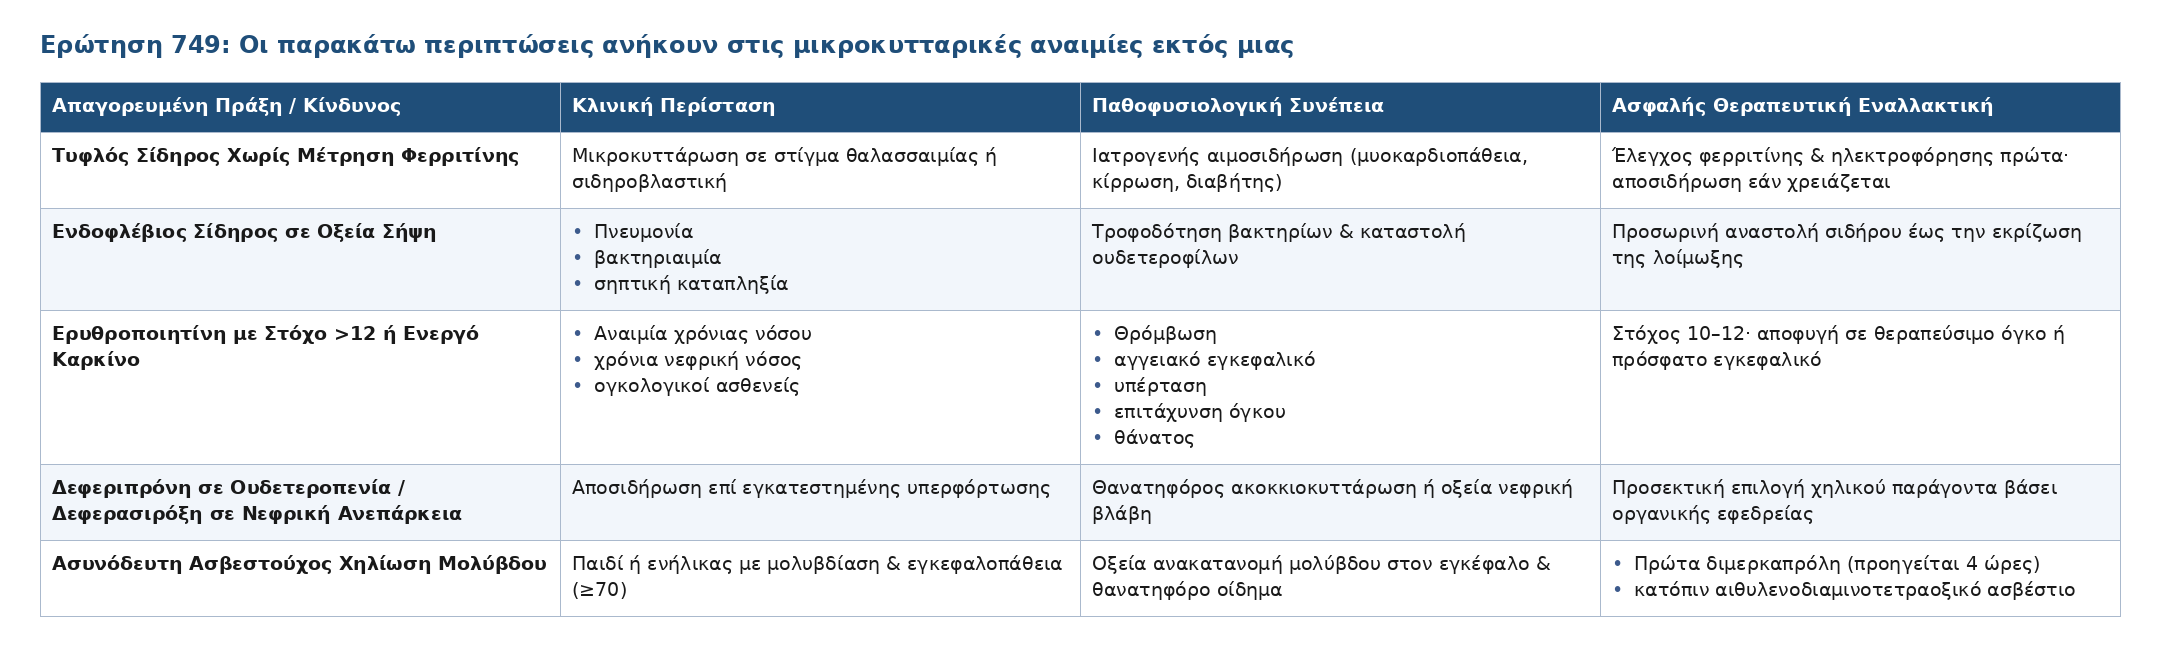 Ερώτηση 749: Οι παρακάτω περιπτώσεις ανήκουν στις μικροκυτταρικές αναιμίες εκτός μιας
Απαγορευμένη Πράξη / Κίνδυνος
Κλινική Περίσταση
Παθοφυσιολογική Συνέπεια
Ασφαλής Θεραπευτική Εναλλακτική
Τυφλός Σίδηρος Χωρίς Μέτρηση Φερριτίνης
Μικροκυττάρωση σε στίγμα θαλασσαιμίας ή
σιδηροβλαστική
Ιατρογενής αιμοσιδήρωση (μυοκαρδιοπάθεια,
κίρρωση, διαβήτης)
Έλεγχος φερριτίνης & ηλεκτροφόρησης πρώτα·
αποσιδήρωση εάν χρειάζεται
Ενδοφλέβιος Σίδηρος σε Οξεία Σήψη
• Πνευμονία
• βακτηριαιμία
• σηπτική καταπληξία
Τροφοδότηση βακτηρίων & καταστολή
ουδετεροφίλων
Προσωρινή αναστολή σιδήρου έως την εκρίζωση
της λοίμωξης
Ερυθροποιητίνη με Στόχο >12 ή Ενεργό
Καρκίνο
• Αναιμία χρόνιας νόσου
• χρόνια νεφρική νόσος
• ογκολογικοί ασθενείς
• Θρόμβωση
• αγγειακό εγκεφαλικό
• υπέρταση
• επιτάχυνση όγκου
• θάνατος
Στόχος 10–12· αποφυγή σε θεραπεύσιμο όγκο ή
πρόσφατο εγκεφαλικό
Δεφεριπρόνη σε Ουδετεροπενία /
Δεφερασιρόξη σε Νεφρική Ανεπάρκεια
Αποσιδήρωση επί εγκατεστημένης υπερφόρτωσης
Θανατηφόρος ακοκκιοκυττάρωση ή οξεία νεφρική
βλάβη
Προσεκτική επιλογή χηλικού παράγοντα βάσει
οργανικής εφεδρείας
Ασυνόδευτη Ασβεστούχος Χηλίωση Μολύβδου
Παιδί ή ενήλικας με μολυβδίαση & εγκεφαλοπάθεια
(≥70)
Οξεία ανακατανομή μολύβδου στον εγκέφαλο &
θανατηφόρο οίδημα
• Πρώτα διμερκαπρόλη (προηγείται 4 ώρες)
• κατόπιν αιθυλενοδιαμινοτετραοξικό ασβέστιο